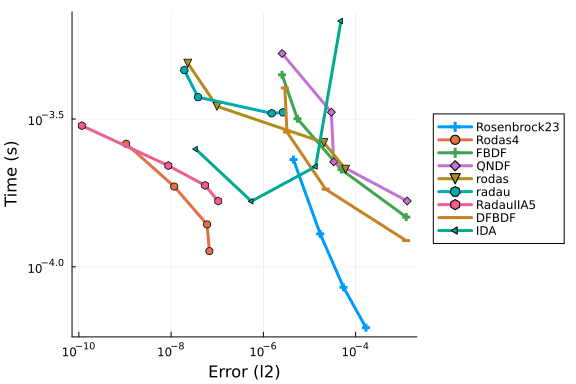 Time (s)
10⁻³·⁵
10⁻⁴·⁰
10⁻¹⁰
10⁻⁸
10⁻⁶
10⁻⁴
Error (l2)
Rosenbrock23
Rodas4
FBDF
QNDF
rodas
radau
RadauIIA5
DFBDF
IDA